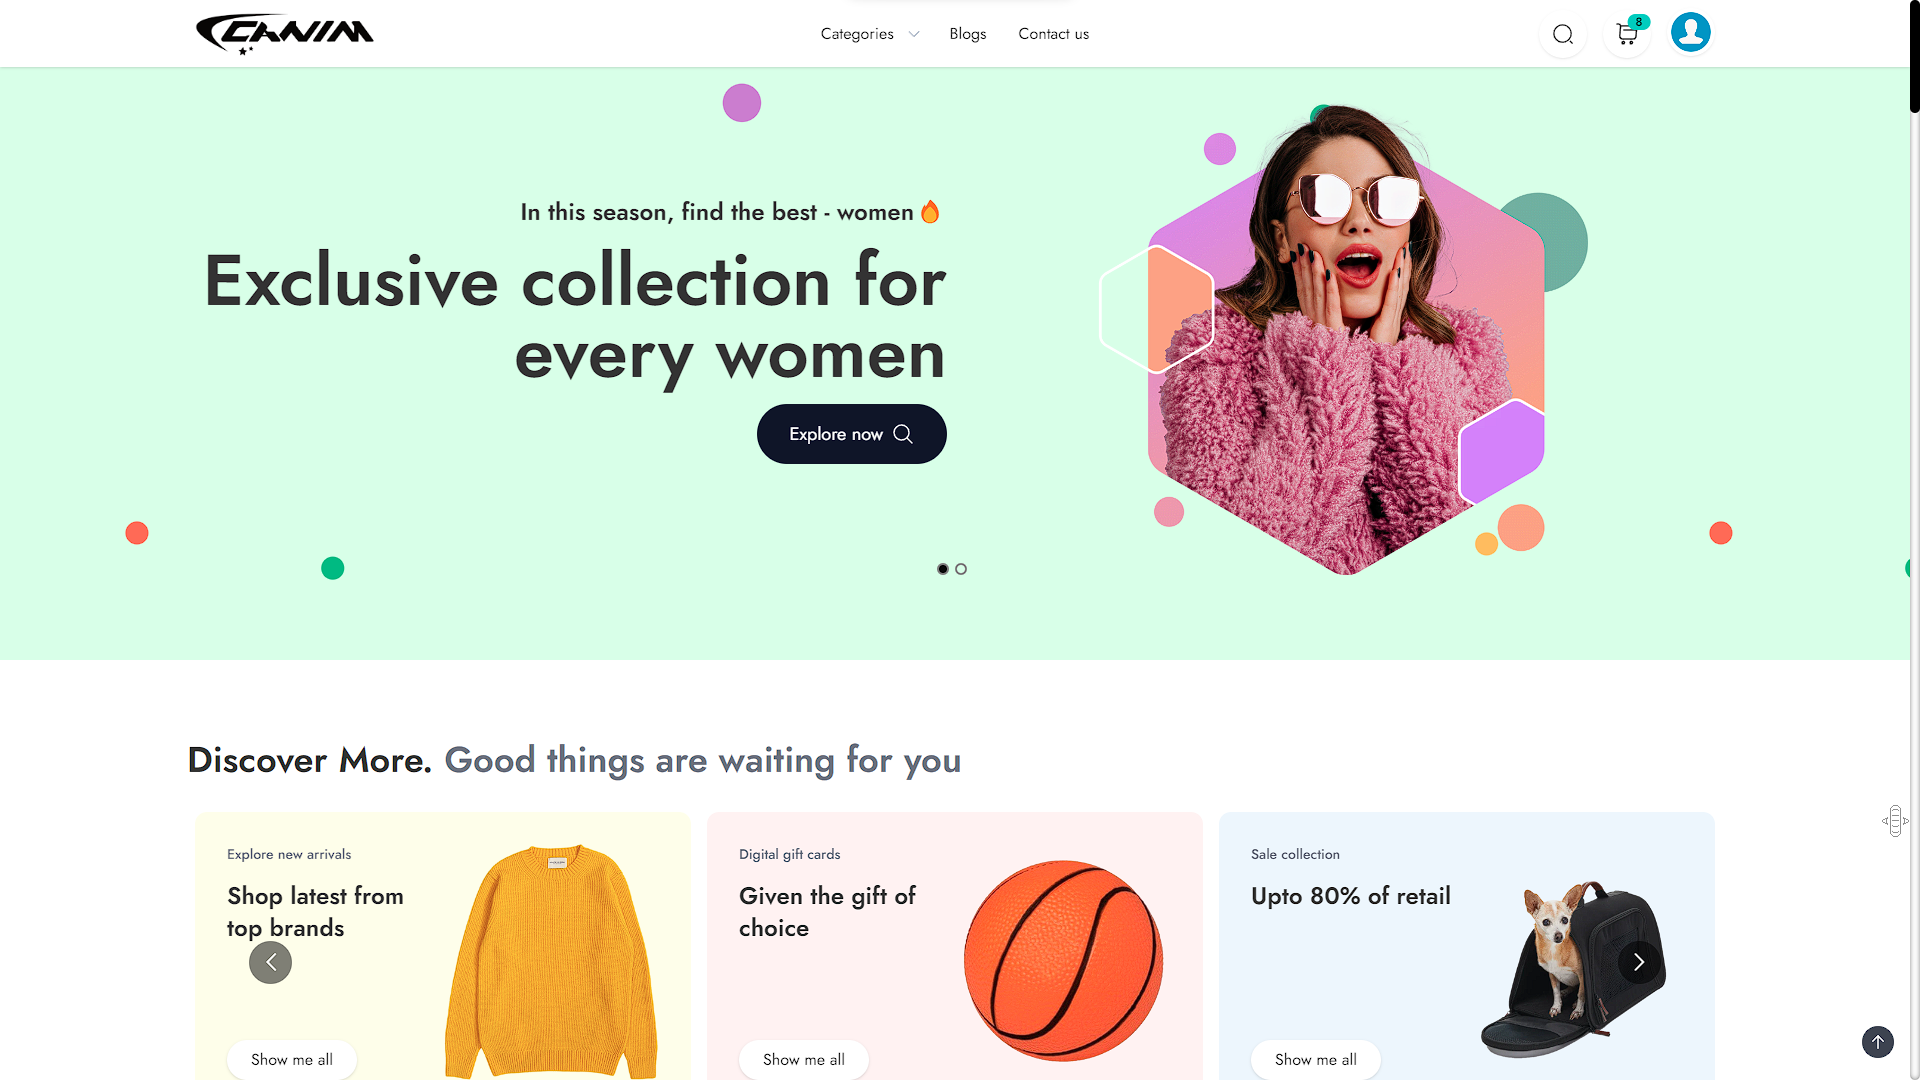 CANIM
Categories
Blogs
Contact us
8
In this season, find the best - women🔥
Exclusive collection for
every women
Explore now
Discover More. Good things are waiting for you
Explore new arrivals
Shop latest from
top brands
Show me all
Digital gift cards
Given the gift of
choice
Show me all
Sale collection
Upto 80% of retail
Show me all